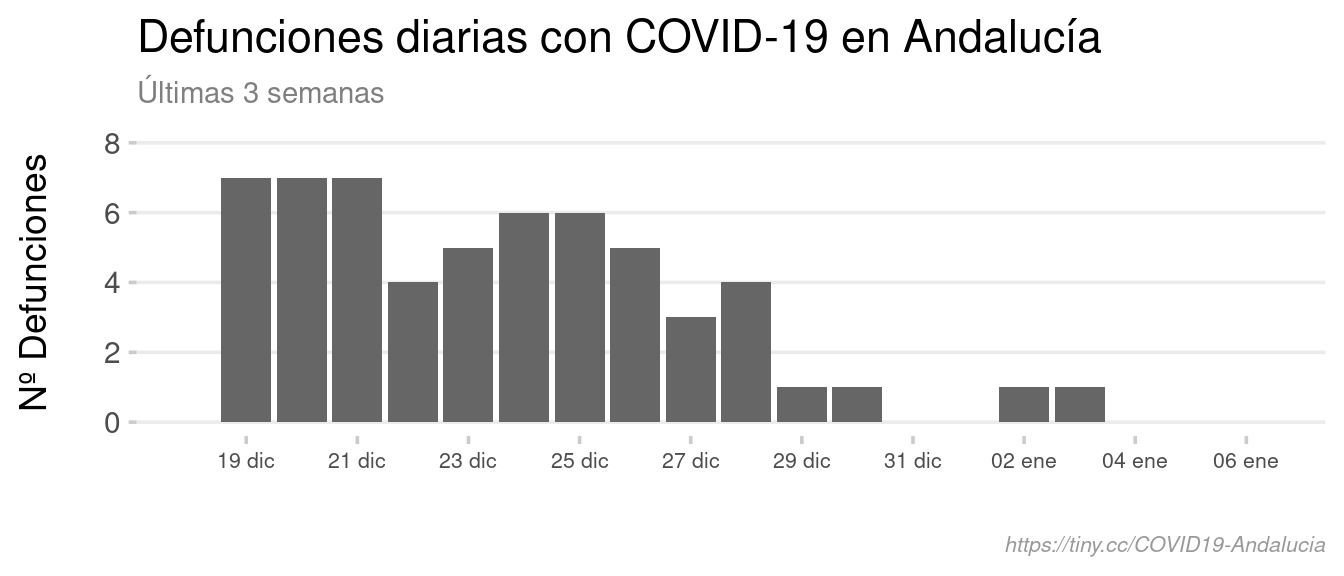 Defunciones diarias con COVID-19 en Andalucía
Últimas 3 semanas
Nº Defunciones
8
6
4
2
0
19 dic 21 dic 23 dic 25 dic 27 dic 29 dic 31 dic 02 ene 04 ene 06 ene
https://tiny.cc/COVID19-Andalucia